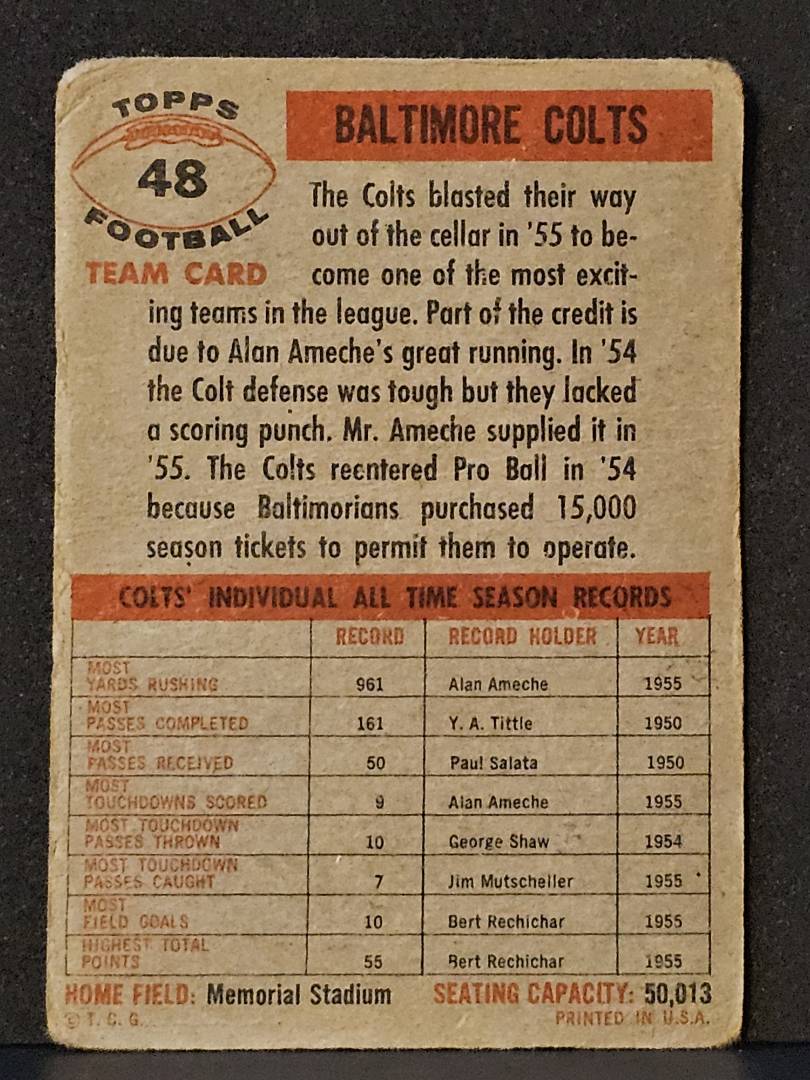 TOPPS
48
FOOTBALL
TEAM CARD
BALTIMORE COLTS
The Colts blasted their way
out of the cellar in '55 to be-
come one of the most excit-
ing teams in the league. Part of the credit is
due to Alan Ameche's great running. In '54
the Colt defense was tough but they lacked
a scoring punch. Mr. Ameche supplied it in
'55. The Colts reentered Pro Ball in '54
because Baltimorians purchased 15,000
season tickets to permit them to operate.
COLTS' INDIVIDUAL ALL TIME SEASON RECORDS
RECORD RECORD HOLDER YEAR
MOST
YARDS RUSHING 961 Alan Ameche 1955
MOST
PASSES COMPLETED 161 Y. A. Tittle 1950
MOST
PASSES RECEIVED 50 Paul Salata 1950
MOST
TOUCHDOWNS SCORED 9 Alan Ameche 1955
MOST TOUCHDOWN
PASSES THROWN 10 George Shaw 1954
MOST TOUCHDOWN
PASSES CAUGHT 7 Jim Mutscheller 1955
MOST
FIELD GOALS 10 Bert Rechichar 1955
HIGHEST TOTAL
POINTS 55 Bert Rechichar 1955
HOME FIELD: Memorial Stadium SEATING CAPACITY: 50,013
© T. C. G. PRINTED IN U.S.A.